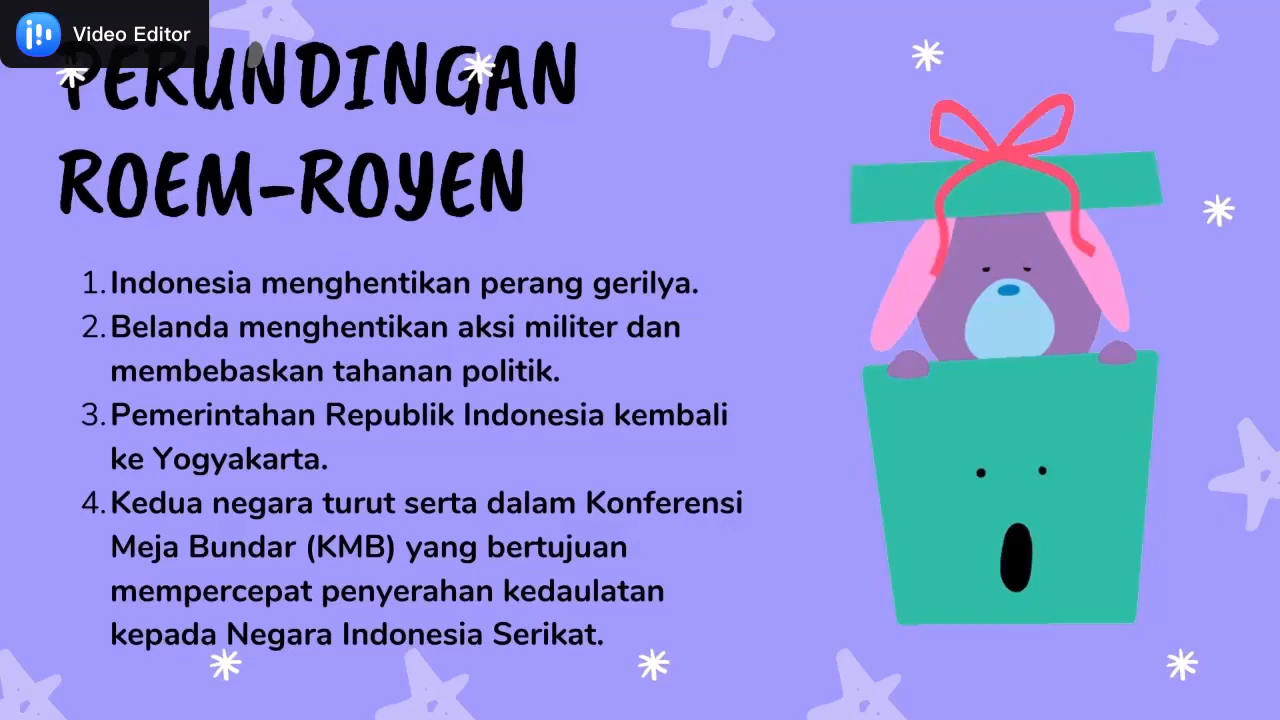 Video Editor
PERUNDINGAN
ROEM-ROYEN
1. Indonesia menghentikan perang gerilya.
2. Belanda menghentikan aksi militer dan
membebaskan tahanan politik.
3. Pemerintahan Republik Indonesia kembali
ke Yogyakarta.
4. Kedua negara turut serta dalam Konferensi
Meja Bundar (KMB) yang bertujuan
mempercepat penyerahan kedaulatan
kepada Negara Indonesia Serikat.